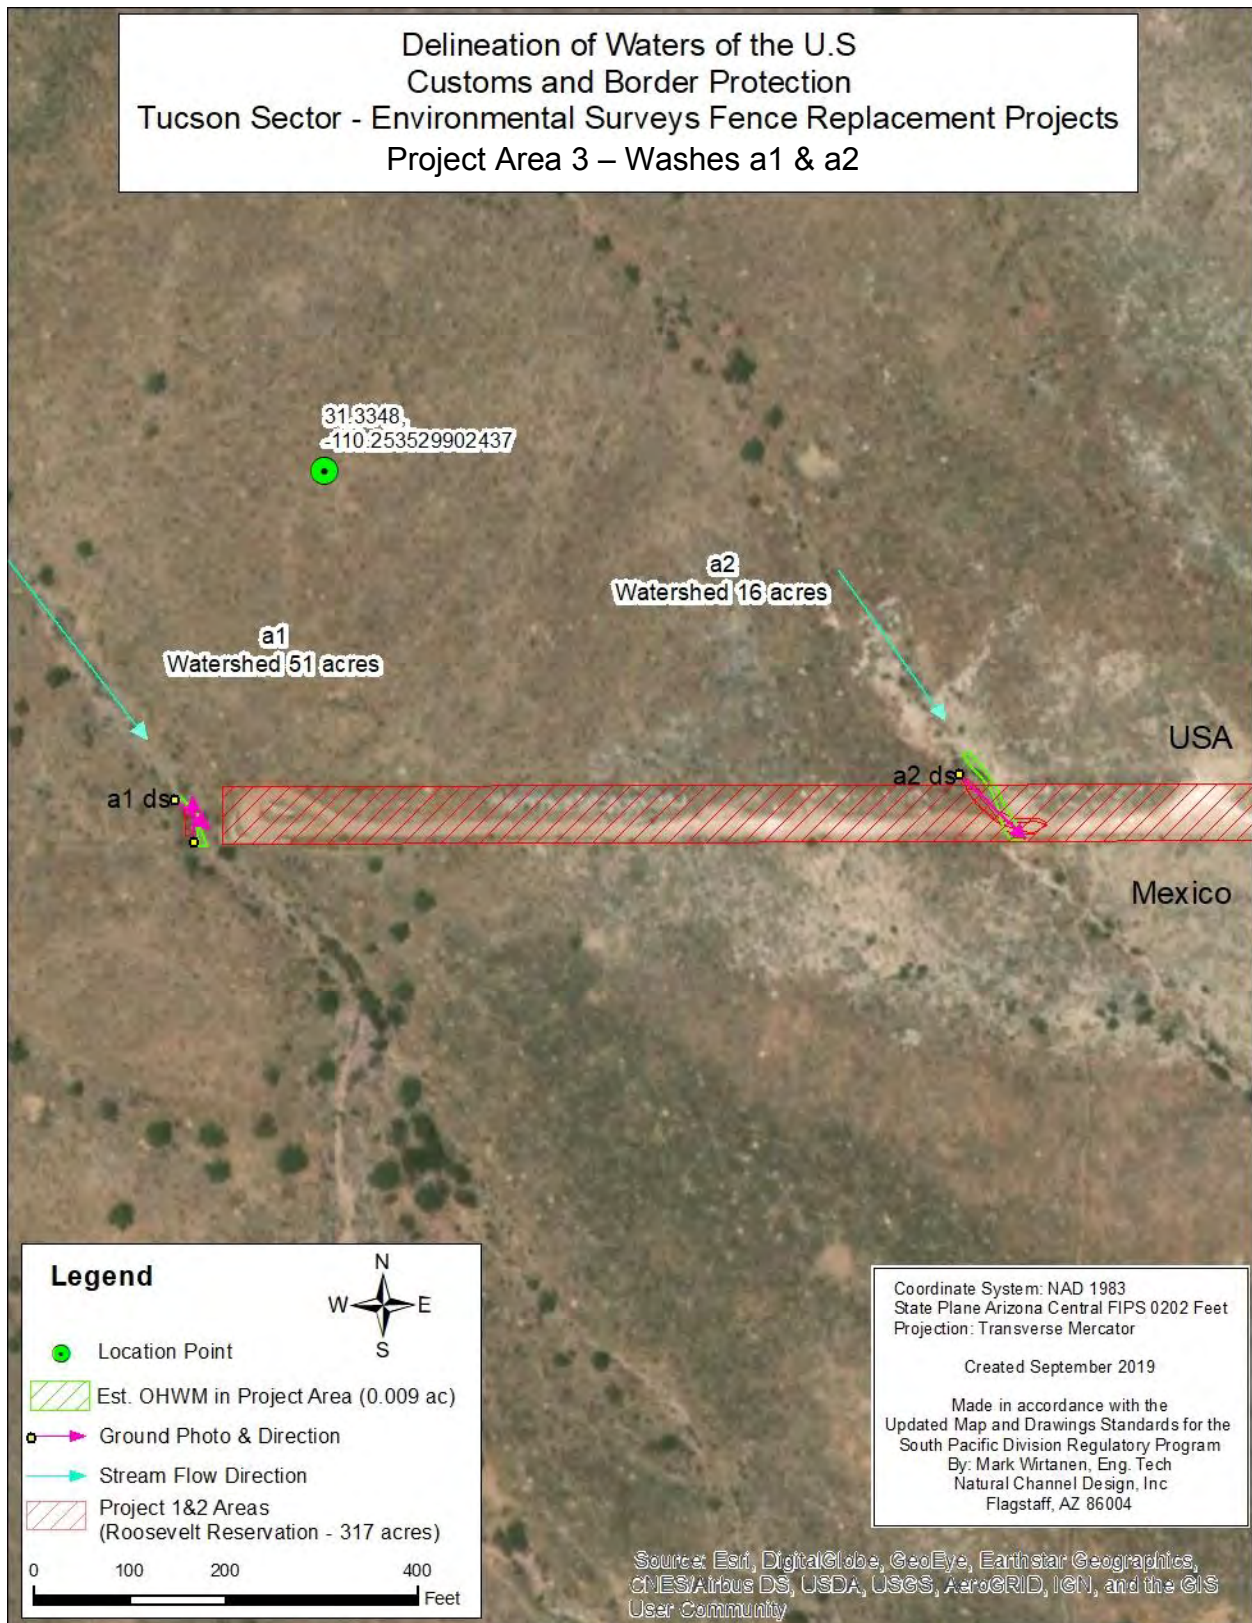 Delineation of Waters of the U.S
Customs and Border Protection
Tucson Sector - Environmental Surveys Fence Replacement Projects
Project Area 3 – Washes a1 & a2
31.3348,
-110.253529902437
a2
Watershed 16 acres
a1
Watershed 51 acres
USA
a2 ds
a1 ds
Mexico
Legend
N
W
E
S
Location Point
Est. OHWM in Project Area (0.009 ac)
Ground Photo & Direction
Stream Flow Direction
Project 1&2 Areas
(Roosevelt Reservation - 317 acres)
0 100 200 400
Feet
Coordinate System: NAD 1983
State Plane Arizona Central FIPS 0202 Feet
Projection: Transverse Mercator
Created September 2019
Made in accordance with the
Updated Map and Drawings Standards for the
South Pacific Division Regulatory Program
By: Mark Wirtanen, Eng. Tech
Natural Channel Design, Inc
Flagstaff, AZ 86004
Source: Esri, DigitalGlobe, GeoEye, Earthstar Geographics,
CNES/Airbus DS, USDA, USGS, AeroGRID, IGN, and the GIS
User Community